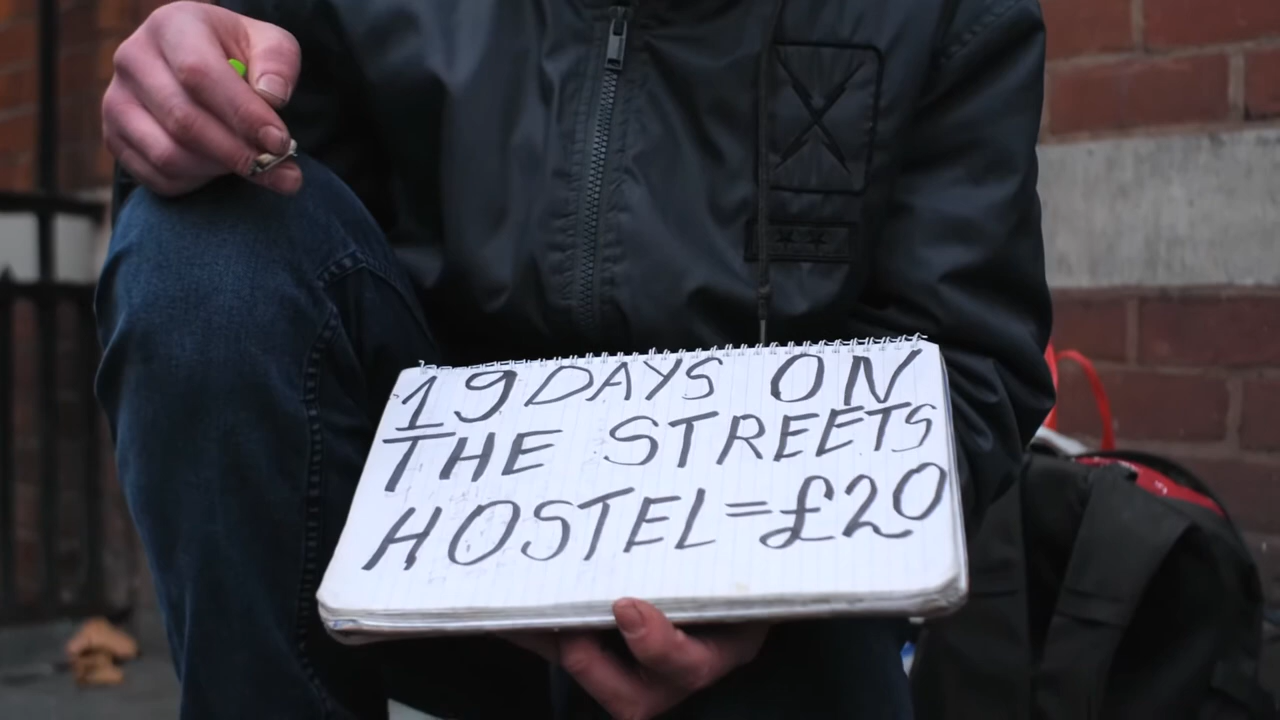 19 DAYS ON
THE STREETS
HOSTEL = £20